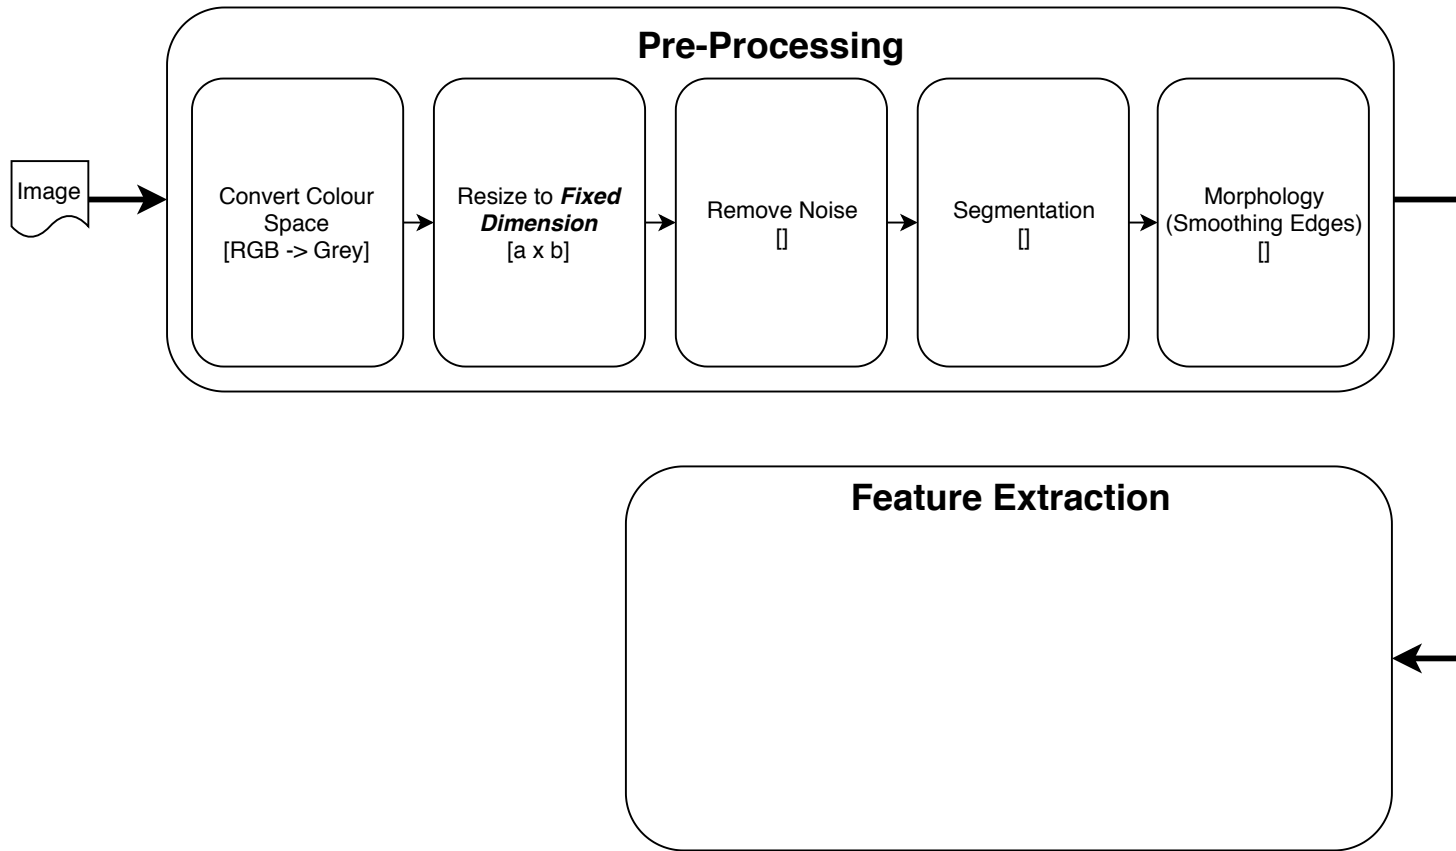 Pre-Processing
Image
Convert Colour
Space
[RGB -> Grey]
Resize to Fixed
Dimension
[a x b]
Remove Noise
[]
Segmentation
[]
Morphology
(Smoothing Edges)
[]
Feature Extraction